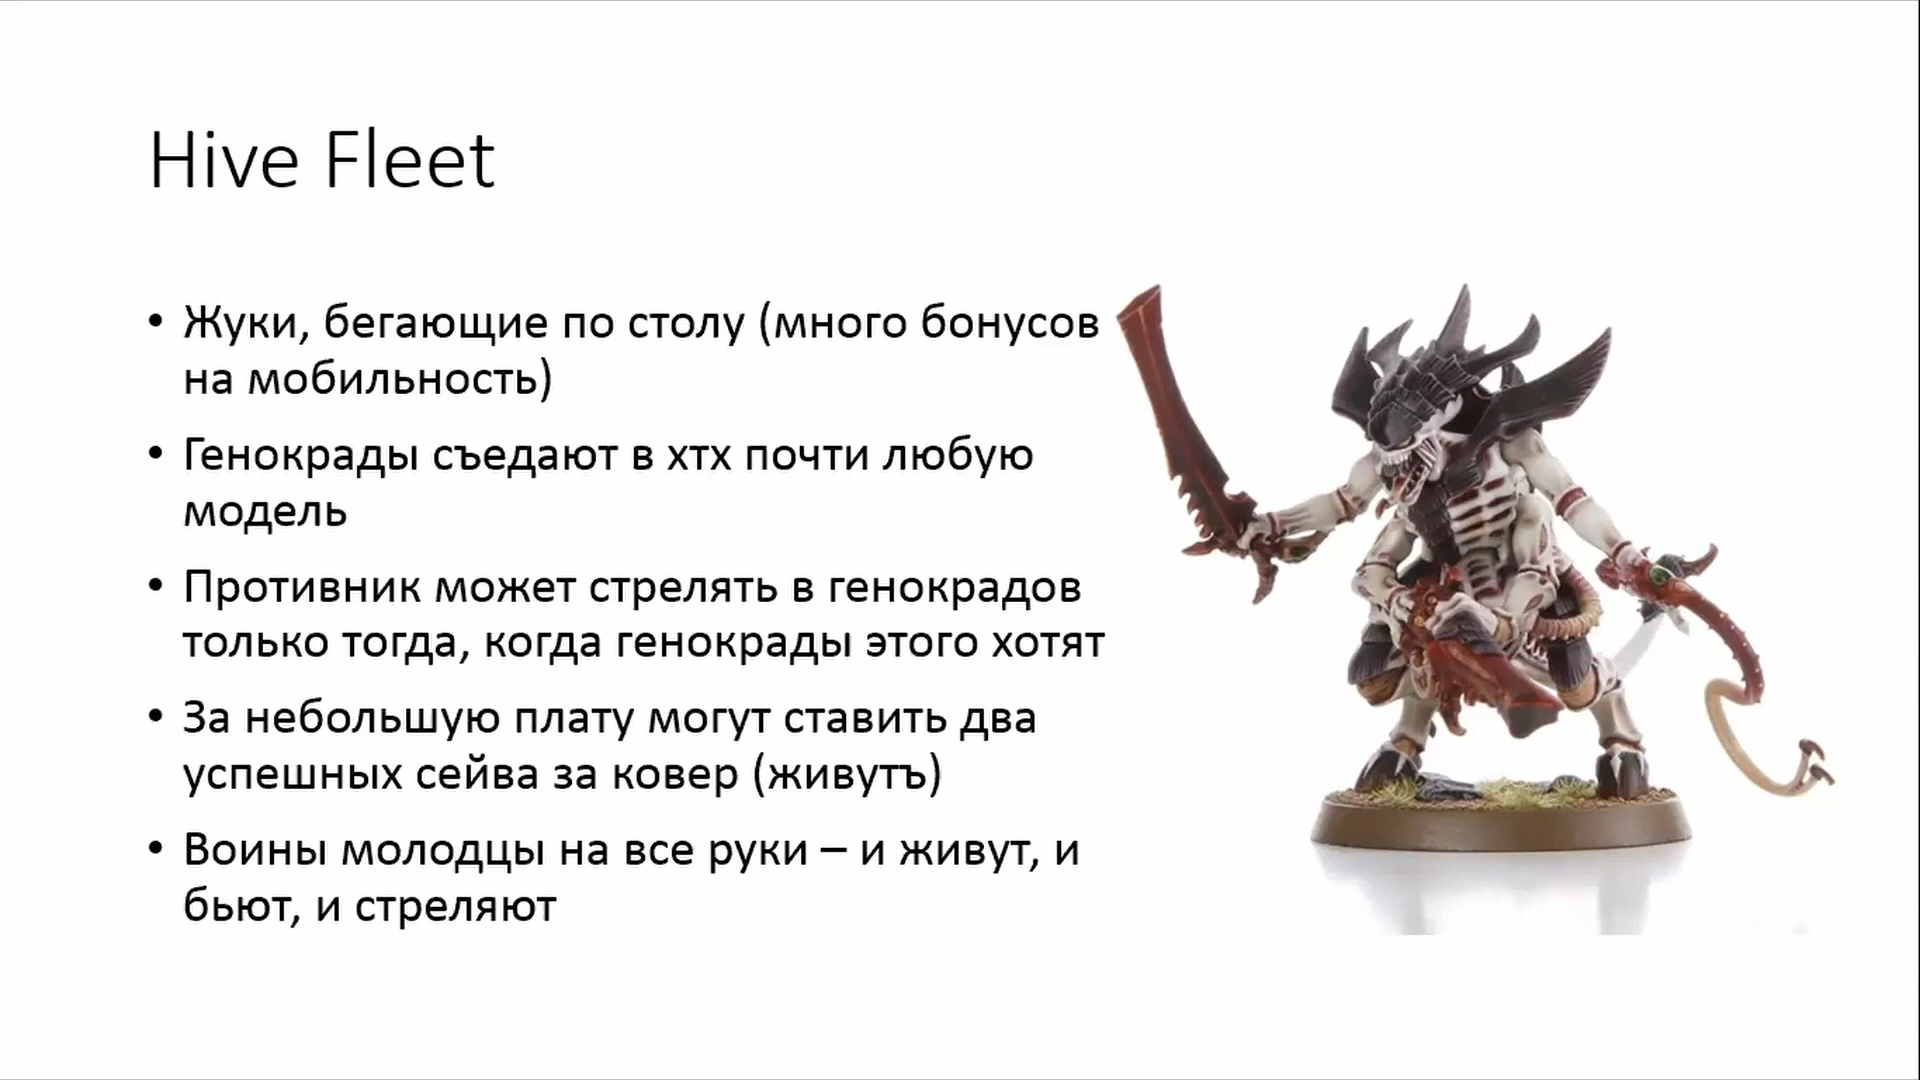 Hive Fleet
• Жуки, бегающие по столу (много бонусов
на мобильность)
• Генокрады съедают в хтх почти любую
модель
• Противник может стрелять в генокрадов
только тогда, когда генокрады этого хотят
• За небольшую плату могут ставить два
успешных сейва за ковер (живутъ)
• Воины молодцы на все руки – и живут, и
бьют, и стреляют